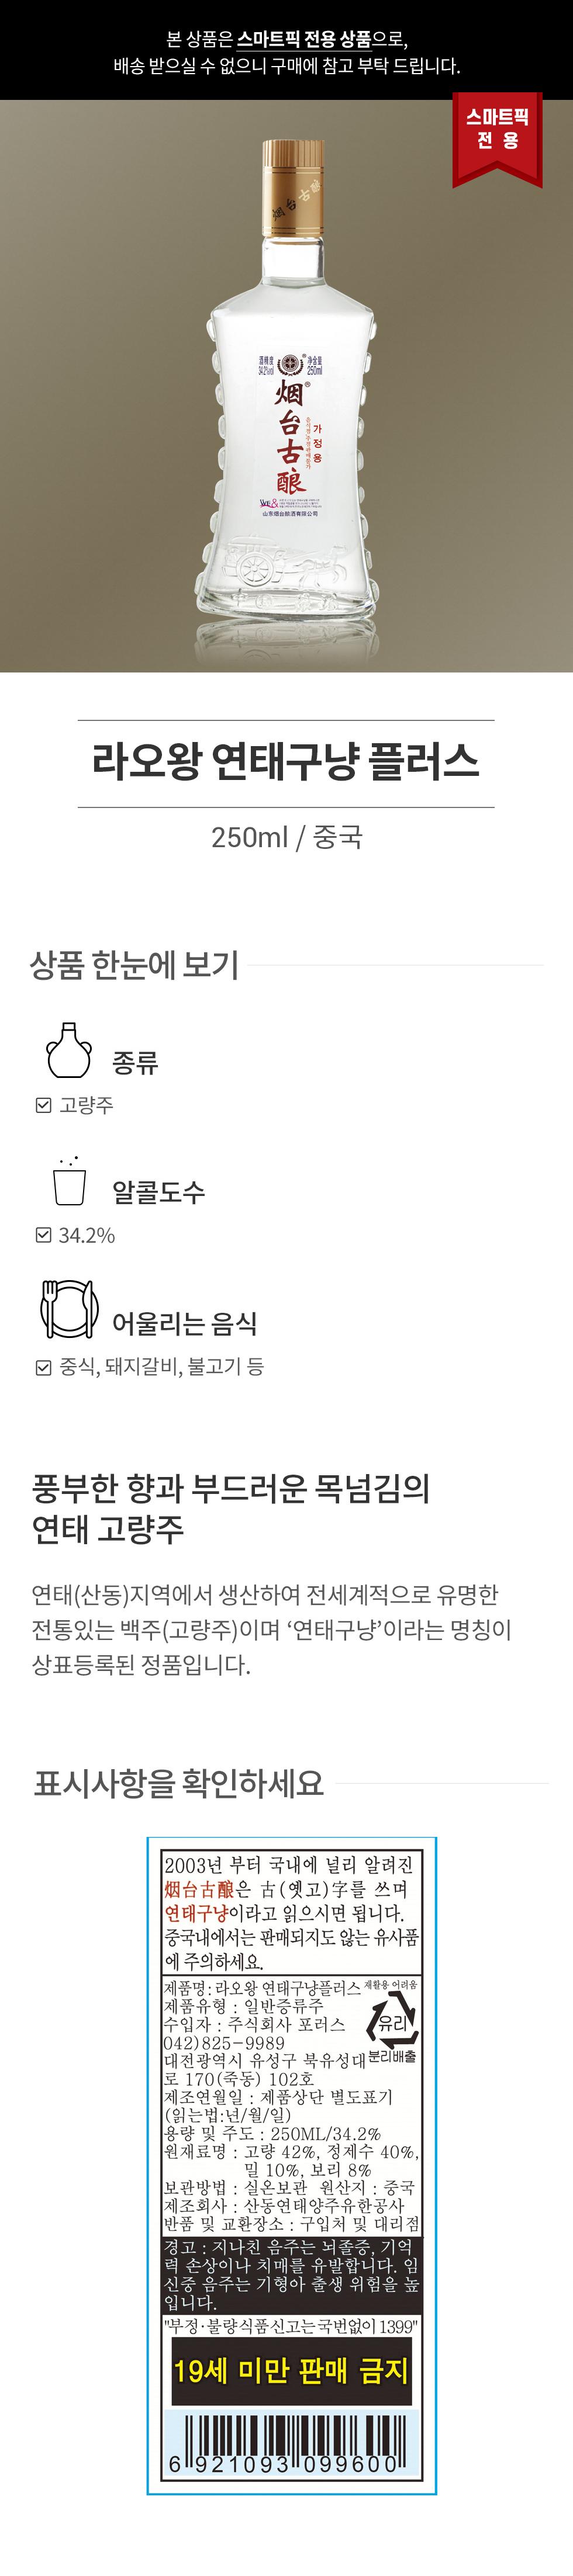 본 상품은 스마트픽 전용 상품으로,
배송 받으실 수 없으니 구매에 참고 부탁 드립니다.
스마트픽
전 용
烟台古酿
酒精度
34.2%vol
净含量
250ml
烟台古酿
가정용
山东烟台酿酒有限公司
라오왕 연태구냥 플러스
250ml / 중국
상품 한눈에 보기
종류
고량주
알콜도수
34.2%
어울리는 음식
중식, 돼지갈비, 불고기 등
풍부한 향과 부드러운 목넘김의
연태 고량주
연태(산동)지역에서 생산하여 전세계적으로 유명한
전통있는 백주(고량주)이며 ‘연태구냥’이라는 명칭이
상표등록된 정품입니다.
표시사항을 확인하세요
2003년 부터 국내에 널리 알려진
烟台古酿은 古(옛고)字를 쓰며
연태구냥이라고 읽으시면 됩니다.
중국내에서는 판매되지도 않는 유사품
에 주의하세요.
제품명: 라오왕 연태구냥플러스 재활용 어려움
제품유형 : 일반증류주
수입자 : 주식회사 포러스
유리
042)825-9989
대전광역시 유성구 북유성대 분리배출
로 170(죽동) 102호
제조연월일 : 제품상단 별도표기
(읽는법:년/월/일)
용량 및 주도 : 250ML/34.2%
원재료명 : 고량 42%, 정제수 40%,
밀 10%, 보리 8%
보관방법 : 실온보관 원산지 : 중국
제조회사 : 산동연태양주유한공사
반품 및 교환장소 : 구입처 및 대리점
경고 : 지나친 음주는 뇌졸중, 기억
력 손상이나 치매를 유발합니다. 임
신중 음주는 기형아 출생 위험을 높
입니다.
"부정·불량식품신고는국번없이1399"
19세 미만 판매 금지
6 921093 099600